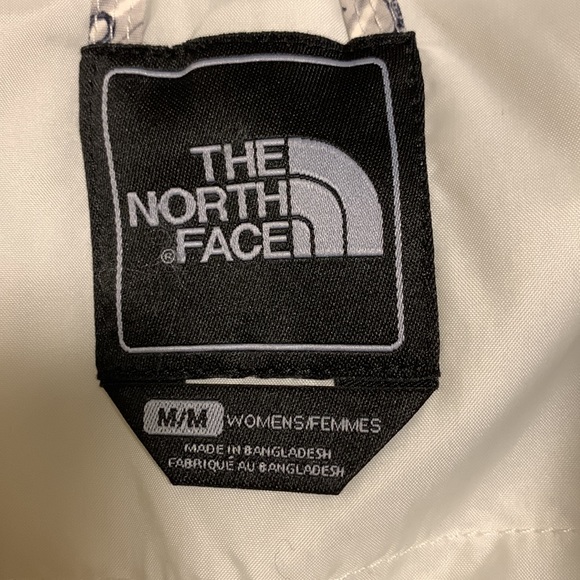 THE
NORTH
FACE
®
M/M WOMENS/FEMMES
MADE IN BANGLADESH
FABRIQUÉ AU BANGLADESH